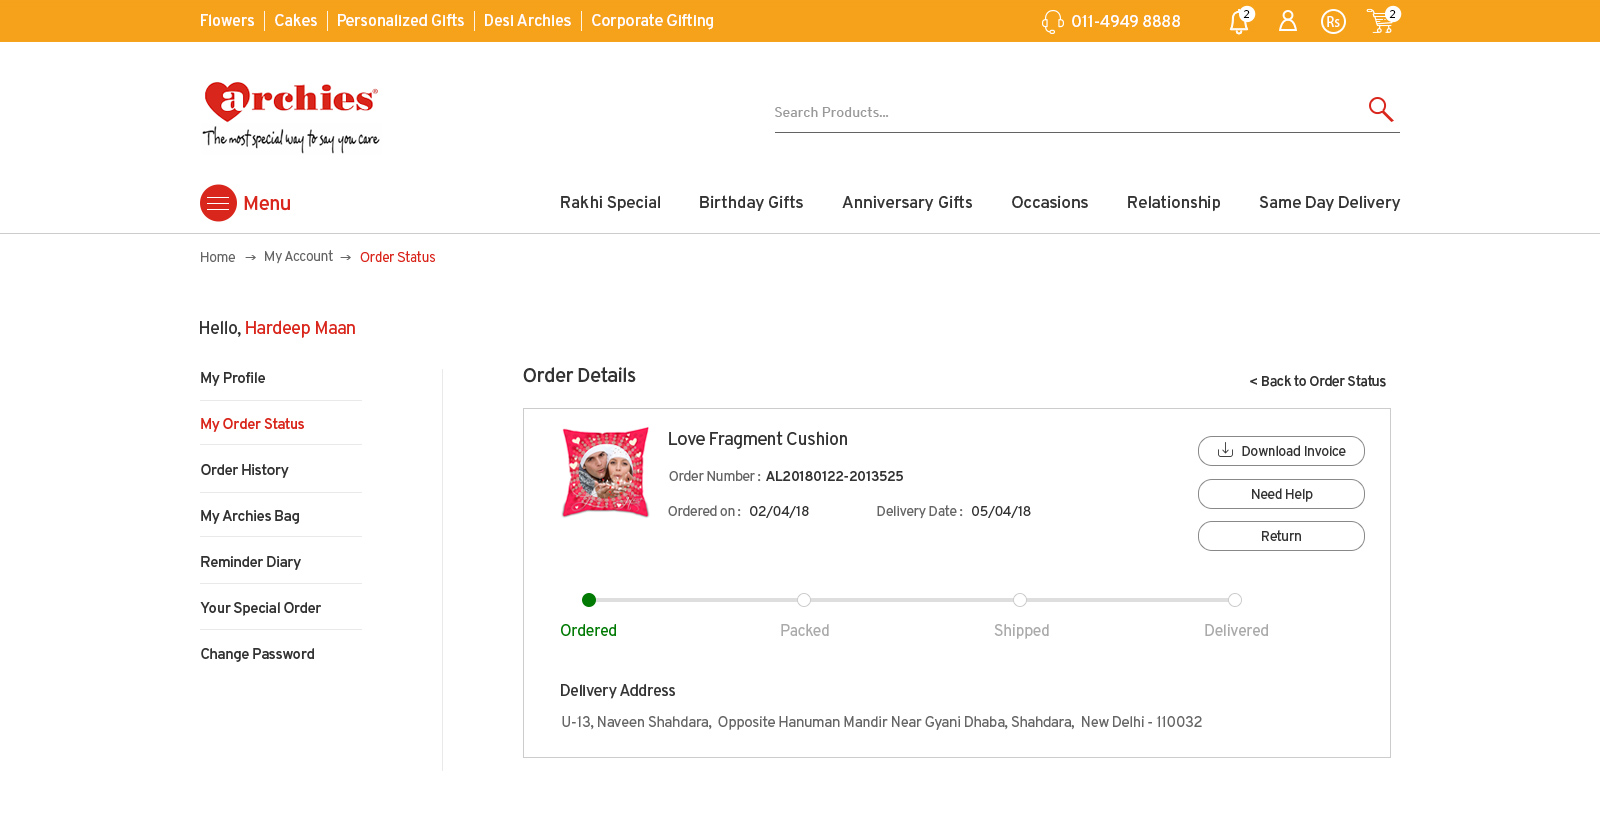 Flowers | Cakes | Personalized Gifts | Desi Archies | Corporate Gifting 011-4949 8888 2 Rs 2
archies®
The most special way to say you care
Search Products...
Menu Rakhi Special Birthday Gifts Anniversary Gifts Occasions Relationship Same Day Delivery
Home → My Account → Order Status
Hello, Hardeep Maan
My Profile
My Order Status
Order History
My Archies Bag
Reminder Diary
Your Special Order
Change Password
Order Details
< Back to Order Status
Love Fragment Cushion
Order Number : AL20180122-2013525
Ordered on : 02/04/18 Delivery Date : 05/04/18
Download Invoice
Need Help
Return
Ordered Packed Shipped Delivered
Delivery Address
U-13, Naveen Shahdara, Opposite Hanuman Mandir Near Gyani Dhaba, Shahdara, New Delhi - 110032